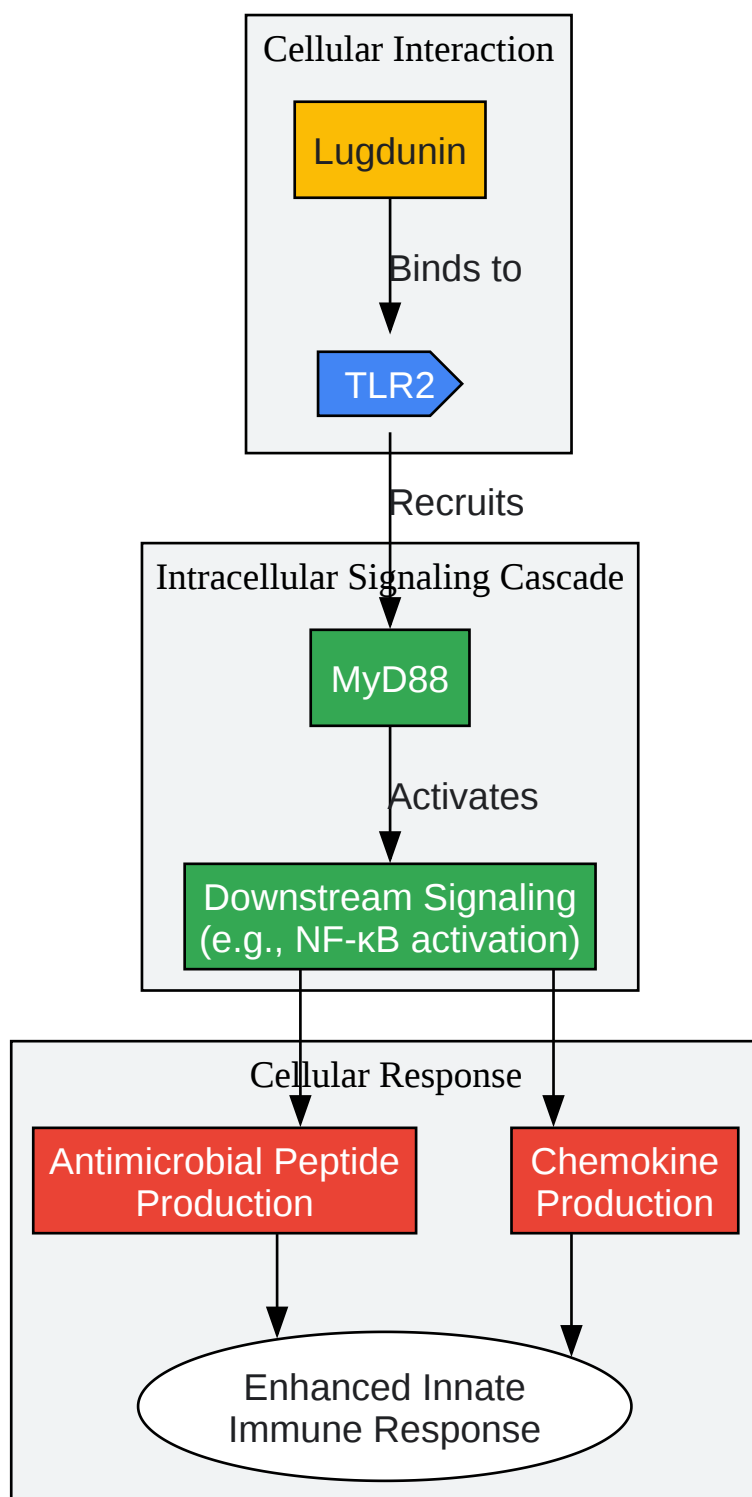 Cellular Interaction
Lugdunin
Binds to
TLR2
Recruits
Intracellular Signaling Cascade
MyD88
Activates
Downstream Signaling
(e.g., NF-κB activation)
Cellular Response
Antimicrobial Peptide
Production
Chemokine
Production
Enhanced Innate
Immune Response